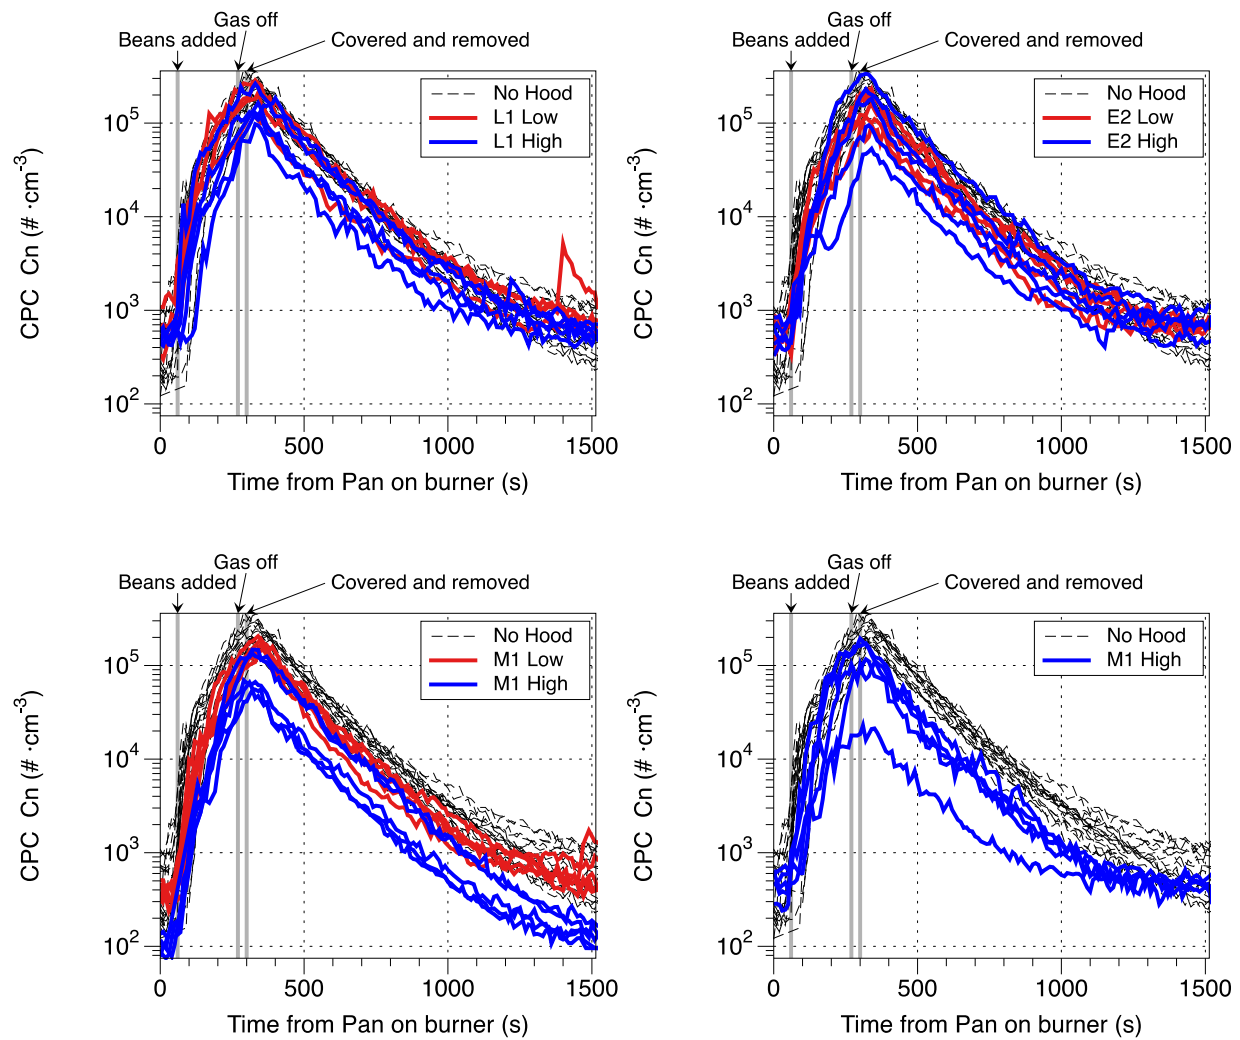 Gas off
Beans added
Covered and removed
No Hood
L1 Low
L1 High
10^5
10^4
10^3
10^2
CPC Cn (# ·cm^-3)
0 500 1000 1500
Time from Pan on burner (s)
Gas off
Beans added
Covered and removed
No Hood
E2 Low
E2 High
10^5
10^4
10^3
10^2
CPC Cn (# ·cm^-3)
0 500 1000 1500
Time from Pan on burner (s)
Gas off
Beans added
Covered and removed
No Hood
M1 Low
M1 High
10^5
10^4
10^3
10^2
CPC Cn (# ·cm^-3)
0 500 1000 1500
Time from Pan on burner (s)
Gas off
Beans added
Covered and removed
No Hood
M1 High
10^5
10^4
10^3
10^2
CPC Cn (# ·cm^-3)
0 500 1000 1500
Time from Pan on burner (s)